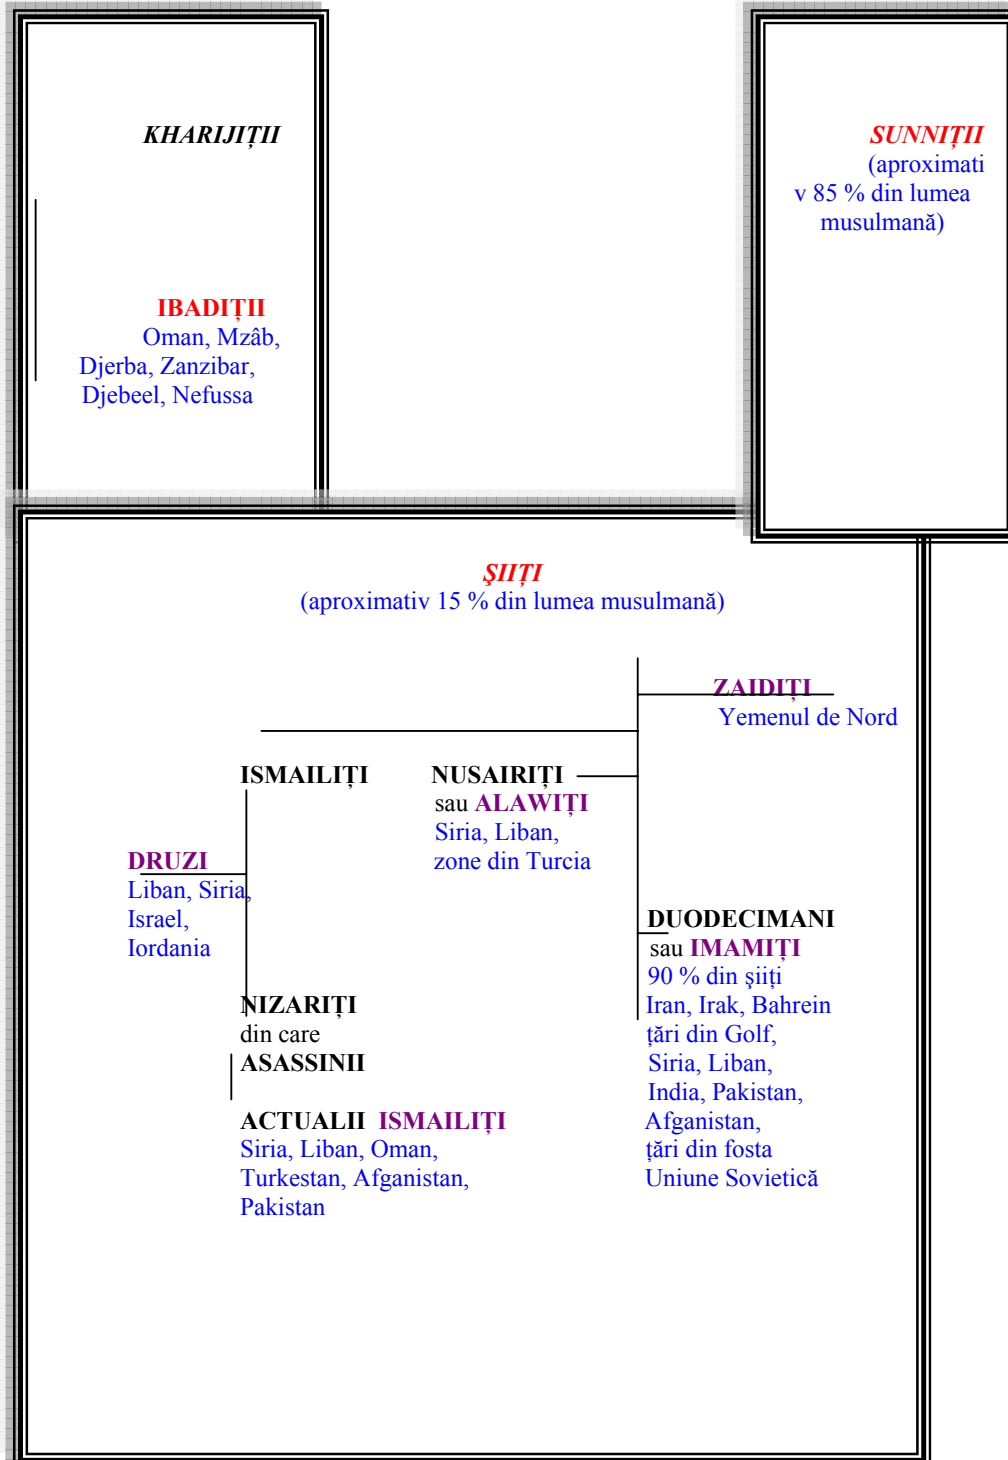 KHARIJIȚII
IBADIȚII
Oman, Mzâb,
Djerba, Zanzibar,
Djebeel, Nefussa
SUNNIȚII
(aproximati
v 85 % din lumea
musulmană)
ŞIIȚI
(aproximativ 15 % din lumea musulmană)
ZAIDIȚI
Yemenul de Nord
ISMAILIȚI
NUSAIRIȚI
sau ALAWIȚI
Siria, Liban,
zone din Turcia
DRUZI
Liban, Siria,
Israel,
Iordania
DUODECIMANI
sau IMAMIȚI
90 % din şiiți
Iran, Irak, Bahrein
țări din Golf,
Siria, Liban,
India, Pakistan,
Afganistan,
țări din fosta
Uniune Sovietică
NIZARIȚI
din care
ASASSINII
ACTUALII ISMAILIȚI
Siria, Liban, Oman,
Turkestan, Afganistan,
Pakistan